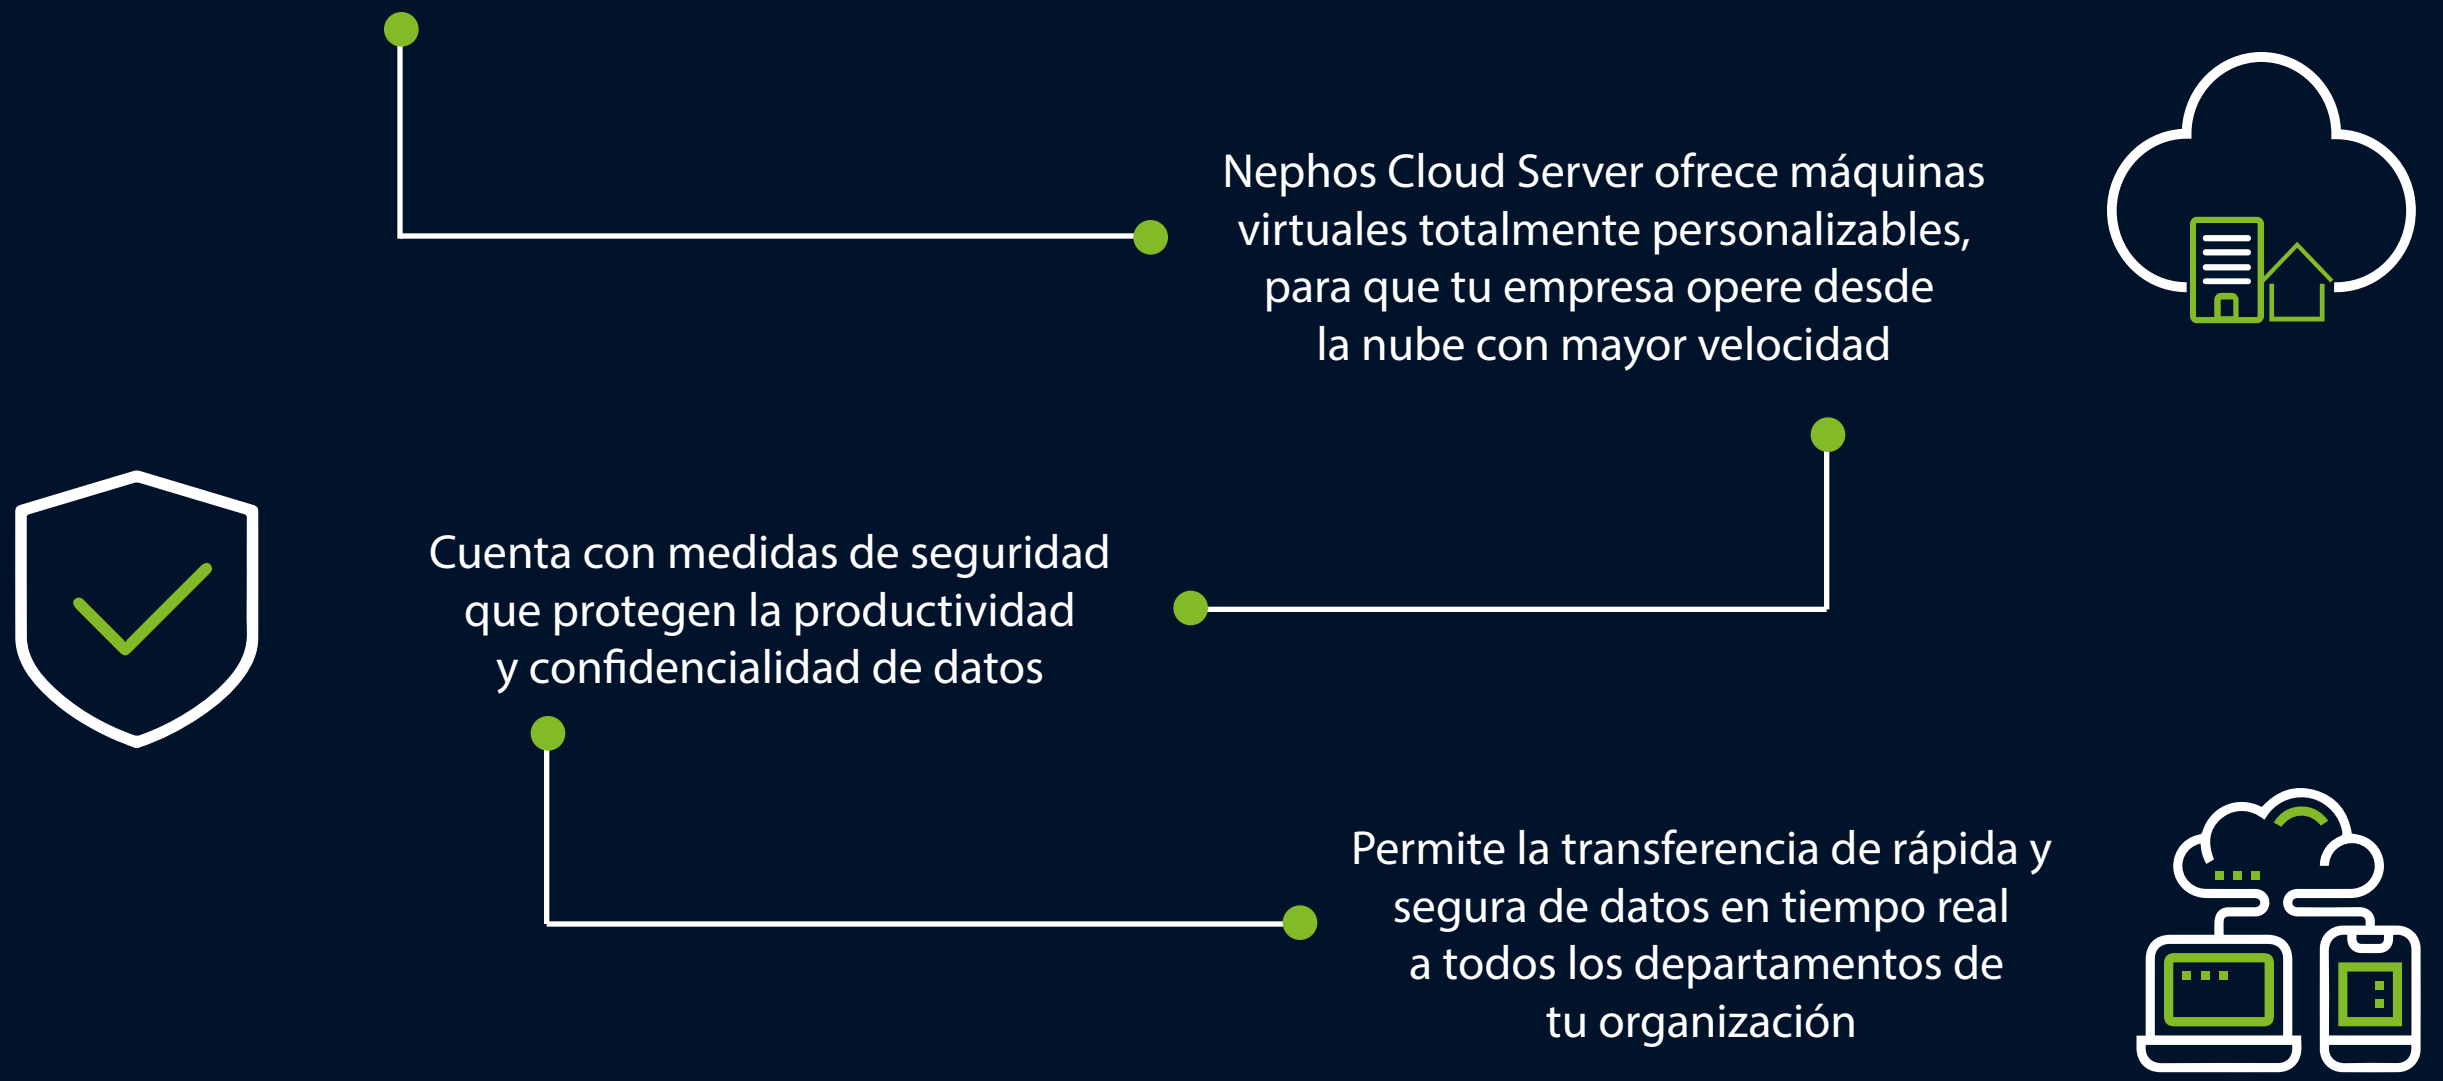 Nephos Cloud Server ofrece máquinas
virtuales totalmente personalizables,
para que tu empresa opere desde
la nube con mayor velocidad
Cuenta con medidas de seguridad
que protegen la productividad
y confidencialidad de datos
Permite la transferencia de rápida y
segura de datos en tiempo real
a todos los departamentos de
tu organización